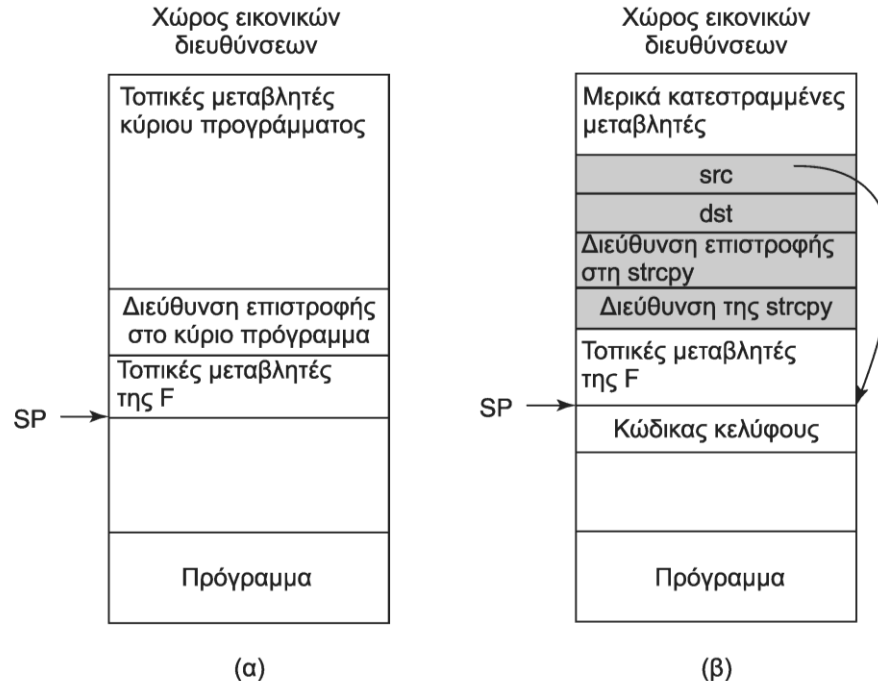 Χώρος εικονικών
διευθύνσεων
Τοπικές μεταβλητές
κύριου προγράμματος
Διεύθυνση επιστροφής
στο κύριο πρόγραμμα
Τοπικές μεταβλητές
της F
SP
Πρόγραμμα
(α)
Χώρος εικονικών
διευθύνσεων
Μερικά κατεστραμμένες
μεταβλητές
src
dst
Διεύθυνση επιστροφής
στη strcpy
Διεύθυνση της strcpy
Τοπικές μεταβλητές
της F
SP
Κώδικας κελύφους
Πρόγραμμα
(β)